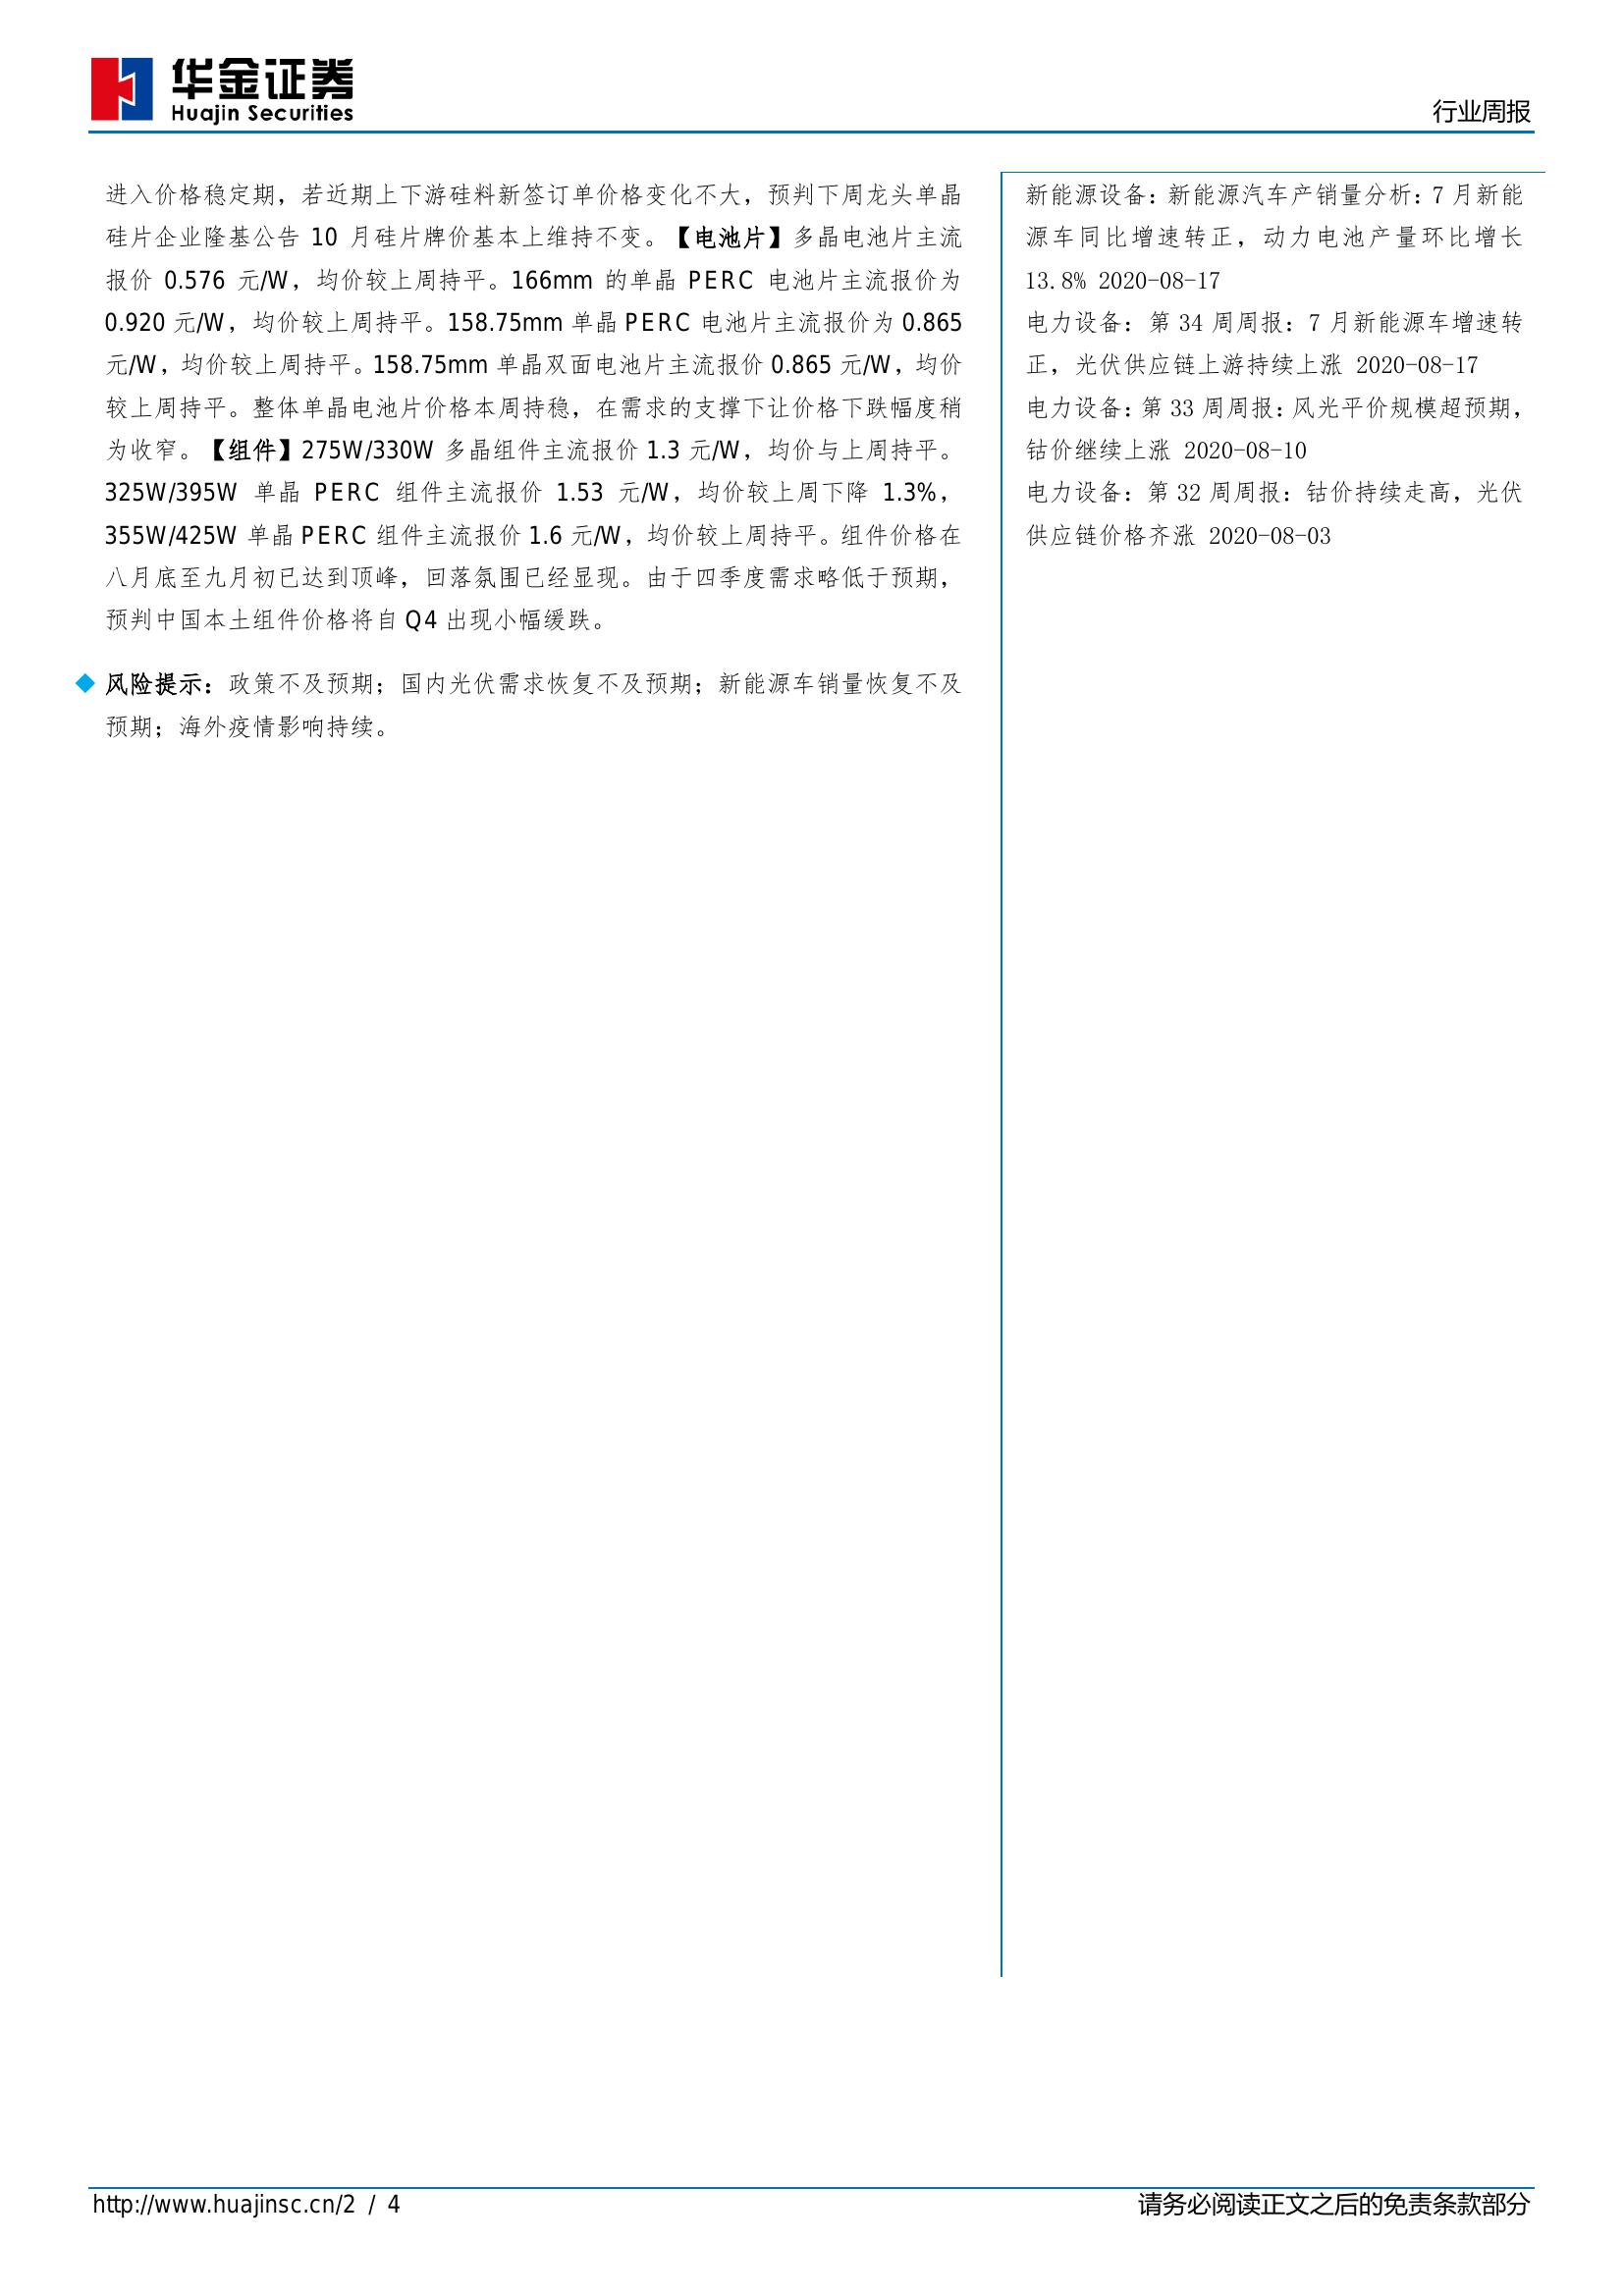 华金证券
Huajin Securities
行业周报
进入价格稳定期，若近期上下游硅料新签订单价格变化不大，预判下周龙头单晶
硅片企业隆基公告 10 月硅片牌价基本上维持不变。【电池片】多晶电池片主流
报价 0.576 元/W，均价较上周持平。166mm 的单晶 PERC 电池片主流报价为
0.920 元/W，均价较上周持平。158.75mm 单晶 PERC 电池片主流报价为 0.865
元/W，均价较上周持平。158.75mm 单晶双面电池片主流报价 0.865 元/W，均价
较上周持平。整体单晶电池片价格本周持稳，在需求的支撑下让价格下跌幅度稍
为收窄。【组件】275W/330W 多晶组件主流报价 1.3 元/W，均价与上周持平。
325W/395W 单晶 PERC 组件主流报价 1.53 元/W，均价较上周下降 1.3%，
355W/425W 单晶 PERC 组件主流报价 1.6 元/W，均价较上周持平。组件价格在
八月底至九月初已达到顶峰，回落氛围已经显现。由于四季度需求略低于预期，
预判中国本土组件价格将自 Q4 出现小幅缓跌。
◆ 风险提示：政策不及预期；国内光伏需求恢复不及预期；新能源车销量恢复不及
预期；海外疫情影响持续。
新能源设备：新能源汽车产销量分析：7 月新能
源车同比增速转正，动力电池产量环比增长
13.8% 2020-08-17
电力设备：第 34 周周报：7 月新能源车增速转
正，光伏供应链上游持续上涨 2020-08-17
电力设备：第 33 周周报：风光平价规模超预期，
钴价继续上涨 2020-08-10
电力设备：第 32 周周报：钴价持续走高，光伏
供应链价格齐涨 2020-08-03
http://www.huajinsc.cn/2 / 4
请务必阅读正文之后的免责条款部分